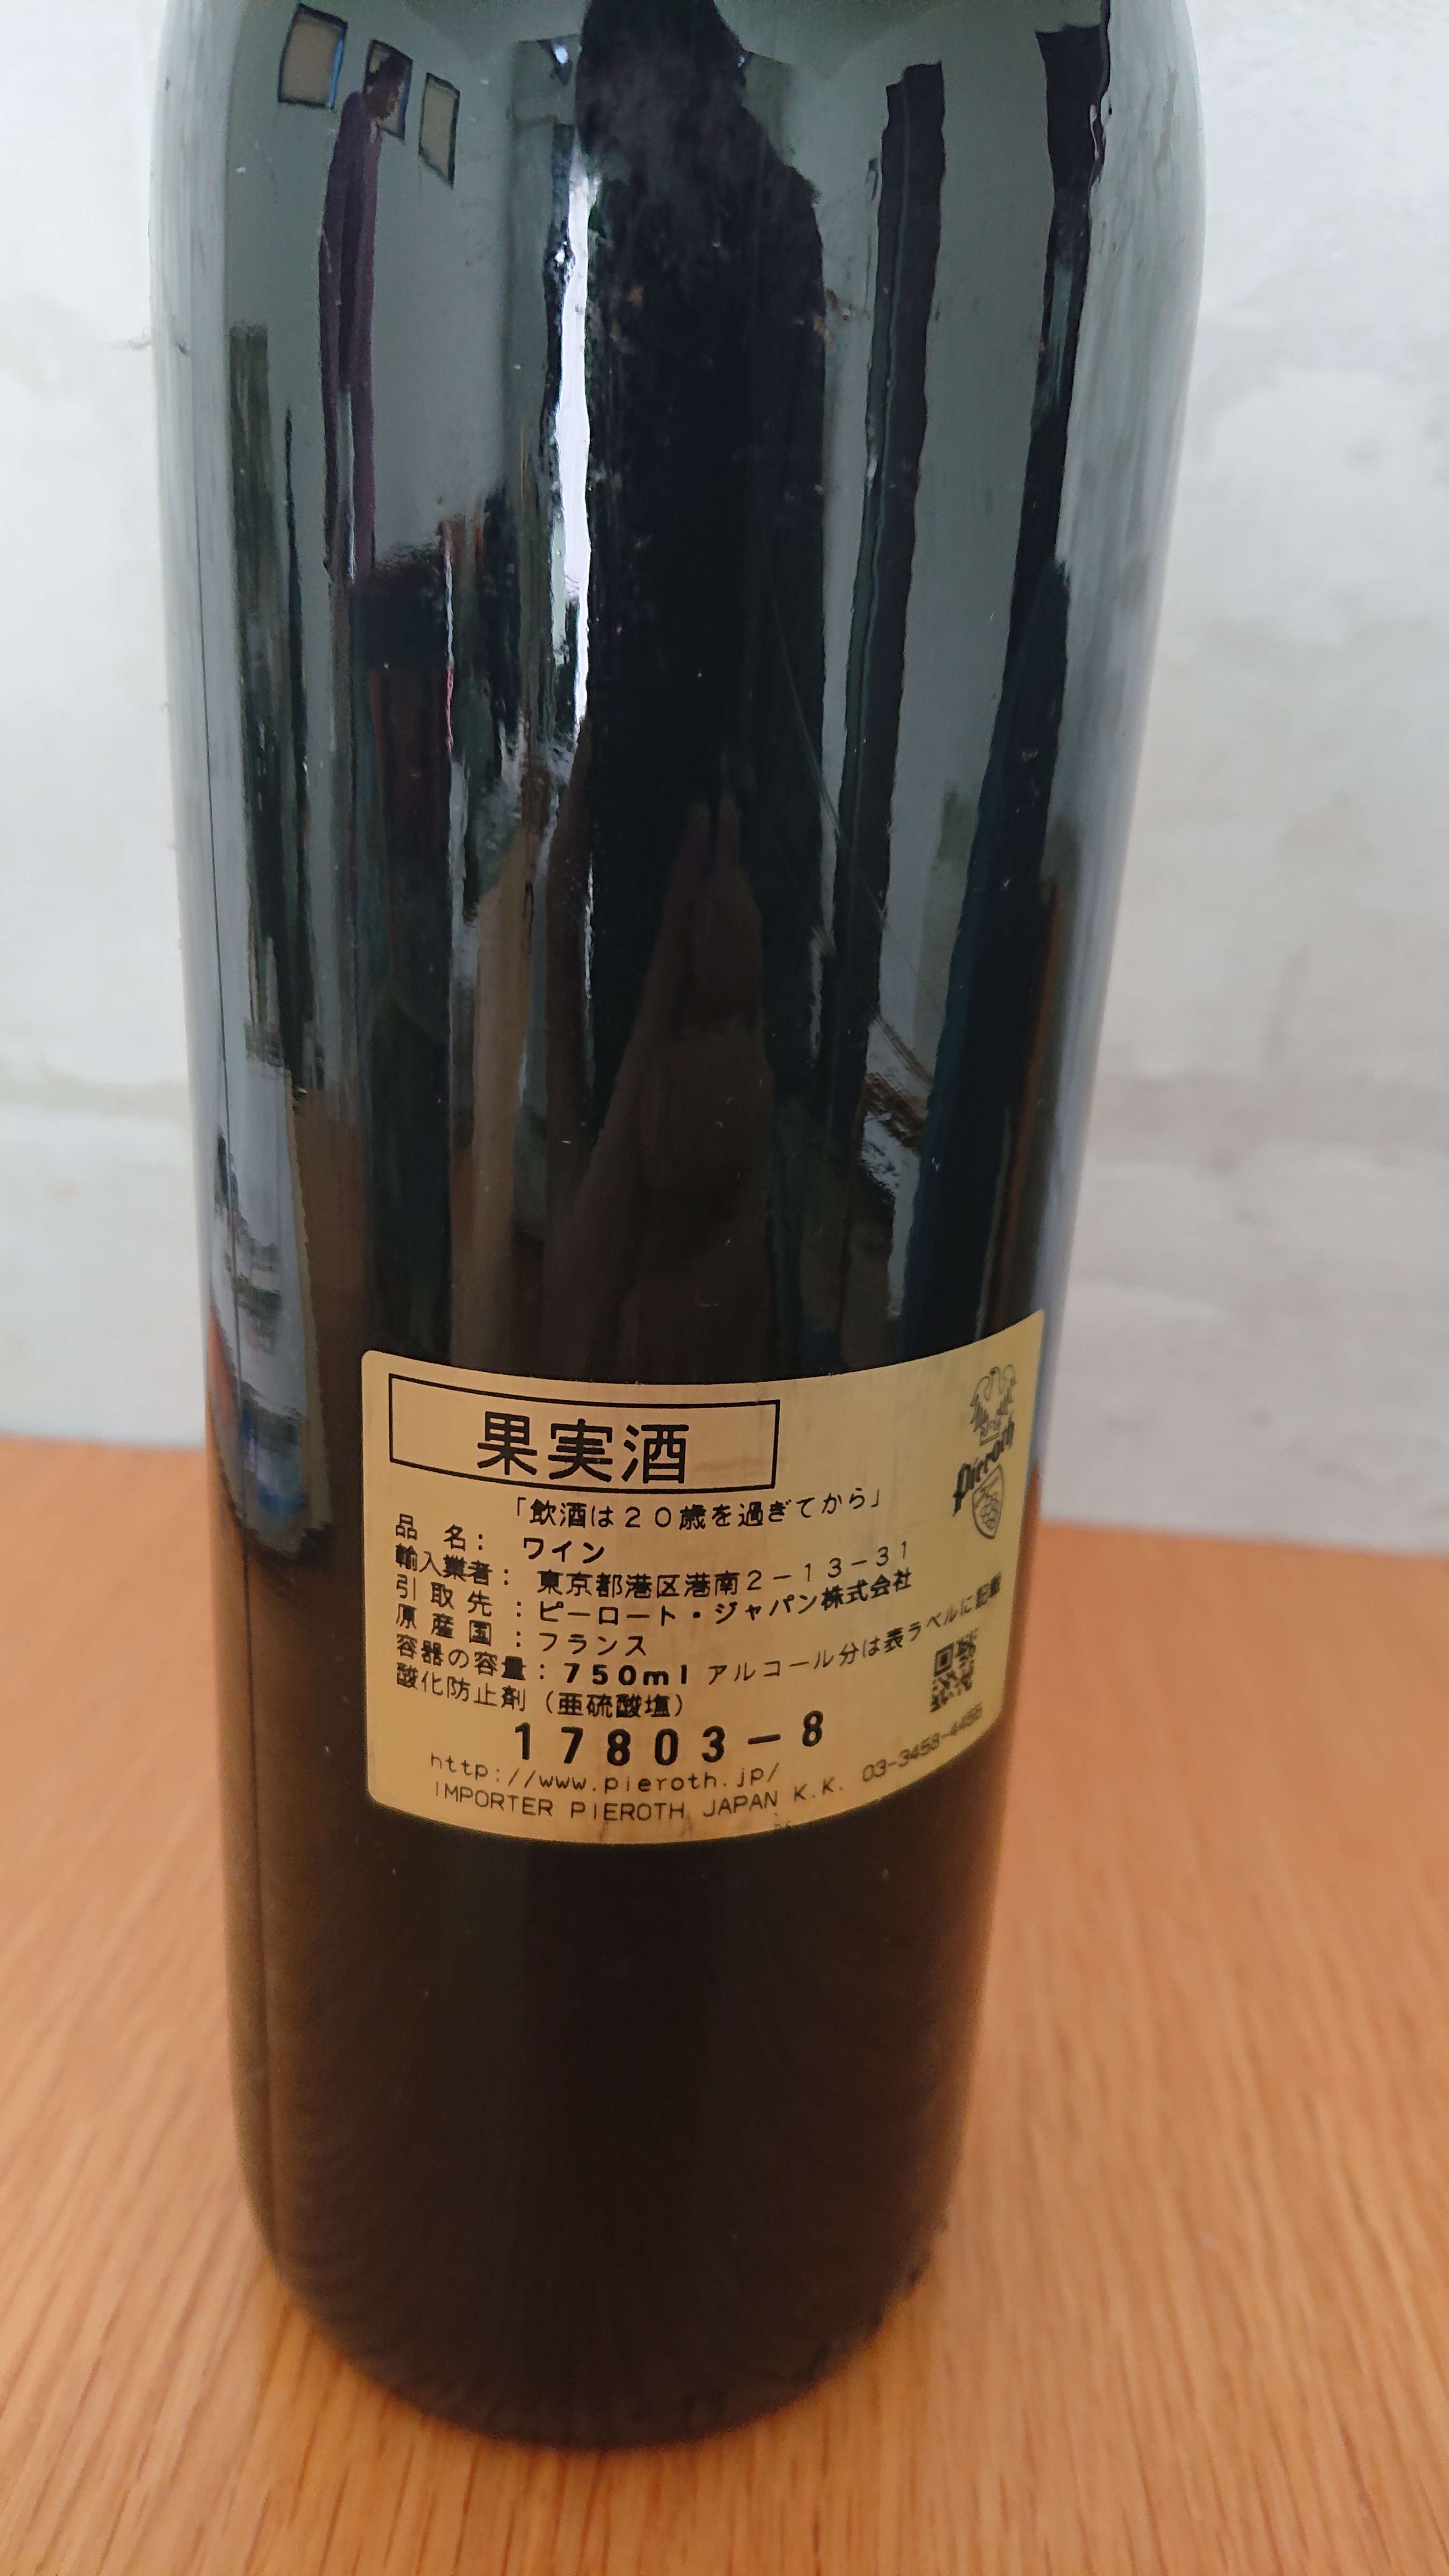 果実酒
Pieroth
「飲酒は20歳を過ぎてから」
品名： ワイン
輸入業者： 東京都港区港南2-13-31
引取先：ピーロート・ジャパン株式会社
原産国：フランス
容器の容量：750ml アルコール分は表ラベルに記載
酸化防止剤（亜硫酸塩）
17803-8
http://www.pieroth.jp/
IMPORTER PIEROTH JAPAN K.K. 03-3458-4455